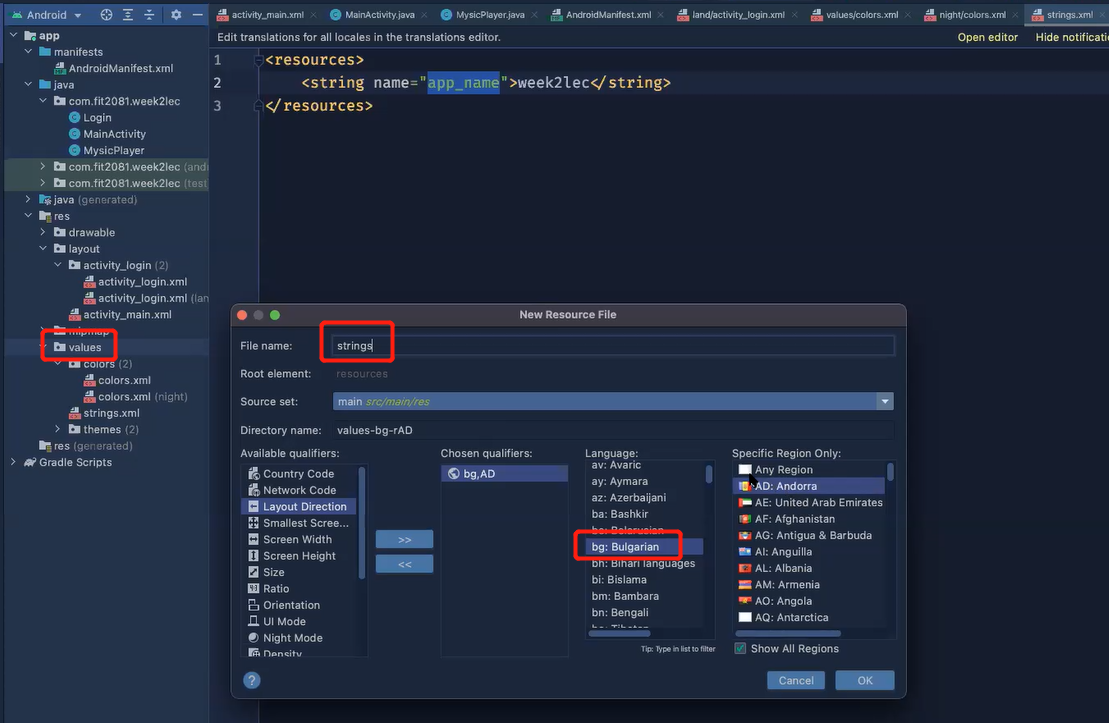 Android
activity_main.xml
MainActivity.java
MysicPlayer.java
AndroidManifest.xml
land/activity_login.xml
values/colors.xml
night/colors.xml
strings.xml
Edit translations for all locales in the translations editor.
Open editor
Hide notificatio
app
manifests
AndroidManifest.xml
java
com.fit2081.week2lec
Login
MainActivity
MysicPlayer
com.fit2081.week2lec (and
com.fit2081.week2lec (test
java (generated)
res
drawable
layout
activity_login (2)
activity_login.xml
activity_login.xml (lan
activity_main.xml
mipmap
values
colors (2)
colors.xml
colors.xml (night)
strings.xml
themes (2)
res (generated)
Gradle Scripts
1 <resources>
2 <string name="app_name">week2lec</string>
3 </resources>
New Resource File
File name: strings
Root element: resources
Source set: main src/main/res
Directory name: values-bg-rAD
Available qualifiers:
Country Code
Network Code
Layout Direction
Smallest Scree...
Screen Width
Screen Height
Size
Ratio
Orientation
UI Mode
Night Mode
Density
>>
<<
Chosen qualifiers:
bg,AD
Language:
av: Avaric
ay: Aymara
az: Azerbaijani
ba: Bashkir
be: Belarusian
bg: Bulgarian
bh: Bihari languages
bi: Bislama
bm: Bambara
bn: Bengali
bo: Tibetan
Tip: Type in list to filter
Specific Region Only:
Any Region
AD: Andorra
AE: United Arab Emirates
AF: Afghanistan
AG: Antigua & Barbuda
AI: Anguilla
AL: Albania
AM: Armenia
AO: Angola
AQ: Antarctica
Show All Regions
?
Cancel
OK